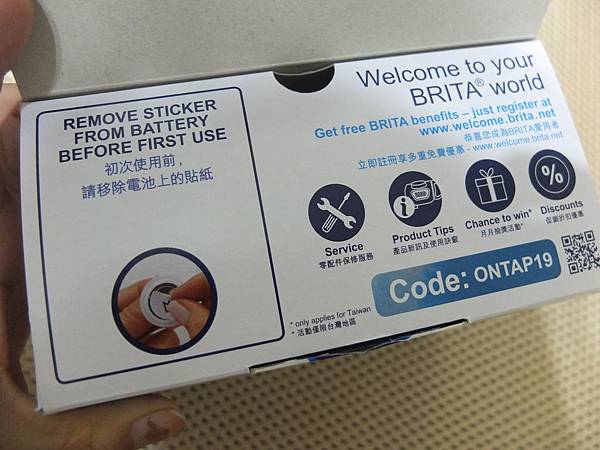 REMOVE STICKER
FROM BATTERY
BEFORE FIRST USE
初次使用前，
請移除電池上的貼紙
Welcome to your
BRITA® world
Get free BRITA benefits – just register at
www.welcome.brita.net
恭喜您成為BRITA愛用者
立即註冊享多重免費優惠 - www.welcome.brita.net
Service
零配件保修服務
Product Tips
產品新訊及使用訣竅
Chance to win*
月月抽獎活動*
%
Discounts
促銷折扣優惠
Code: ONTAP19
* only applies for Taiwan
* 活動僅限台灣地區